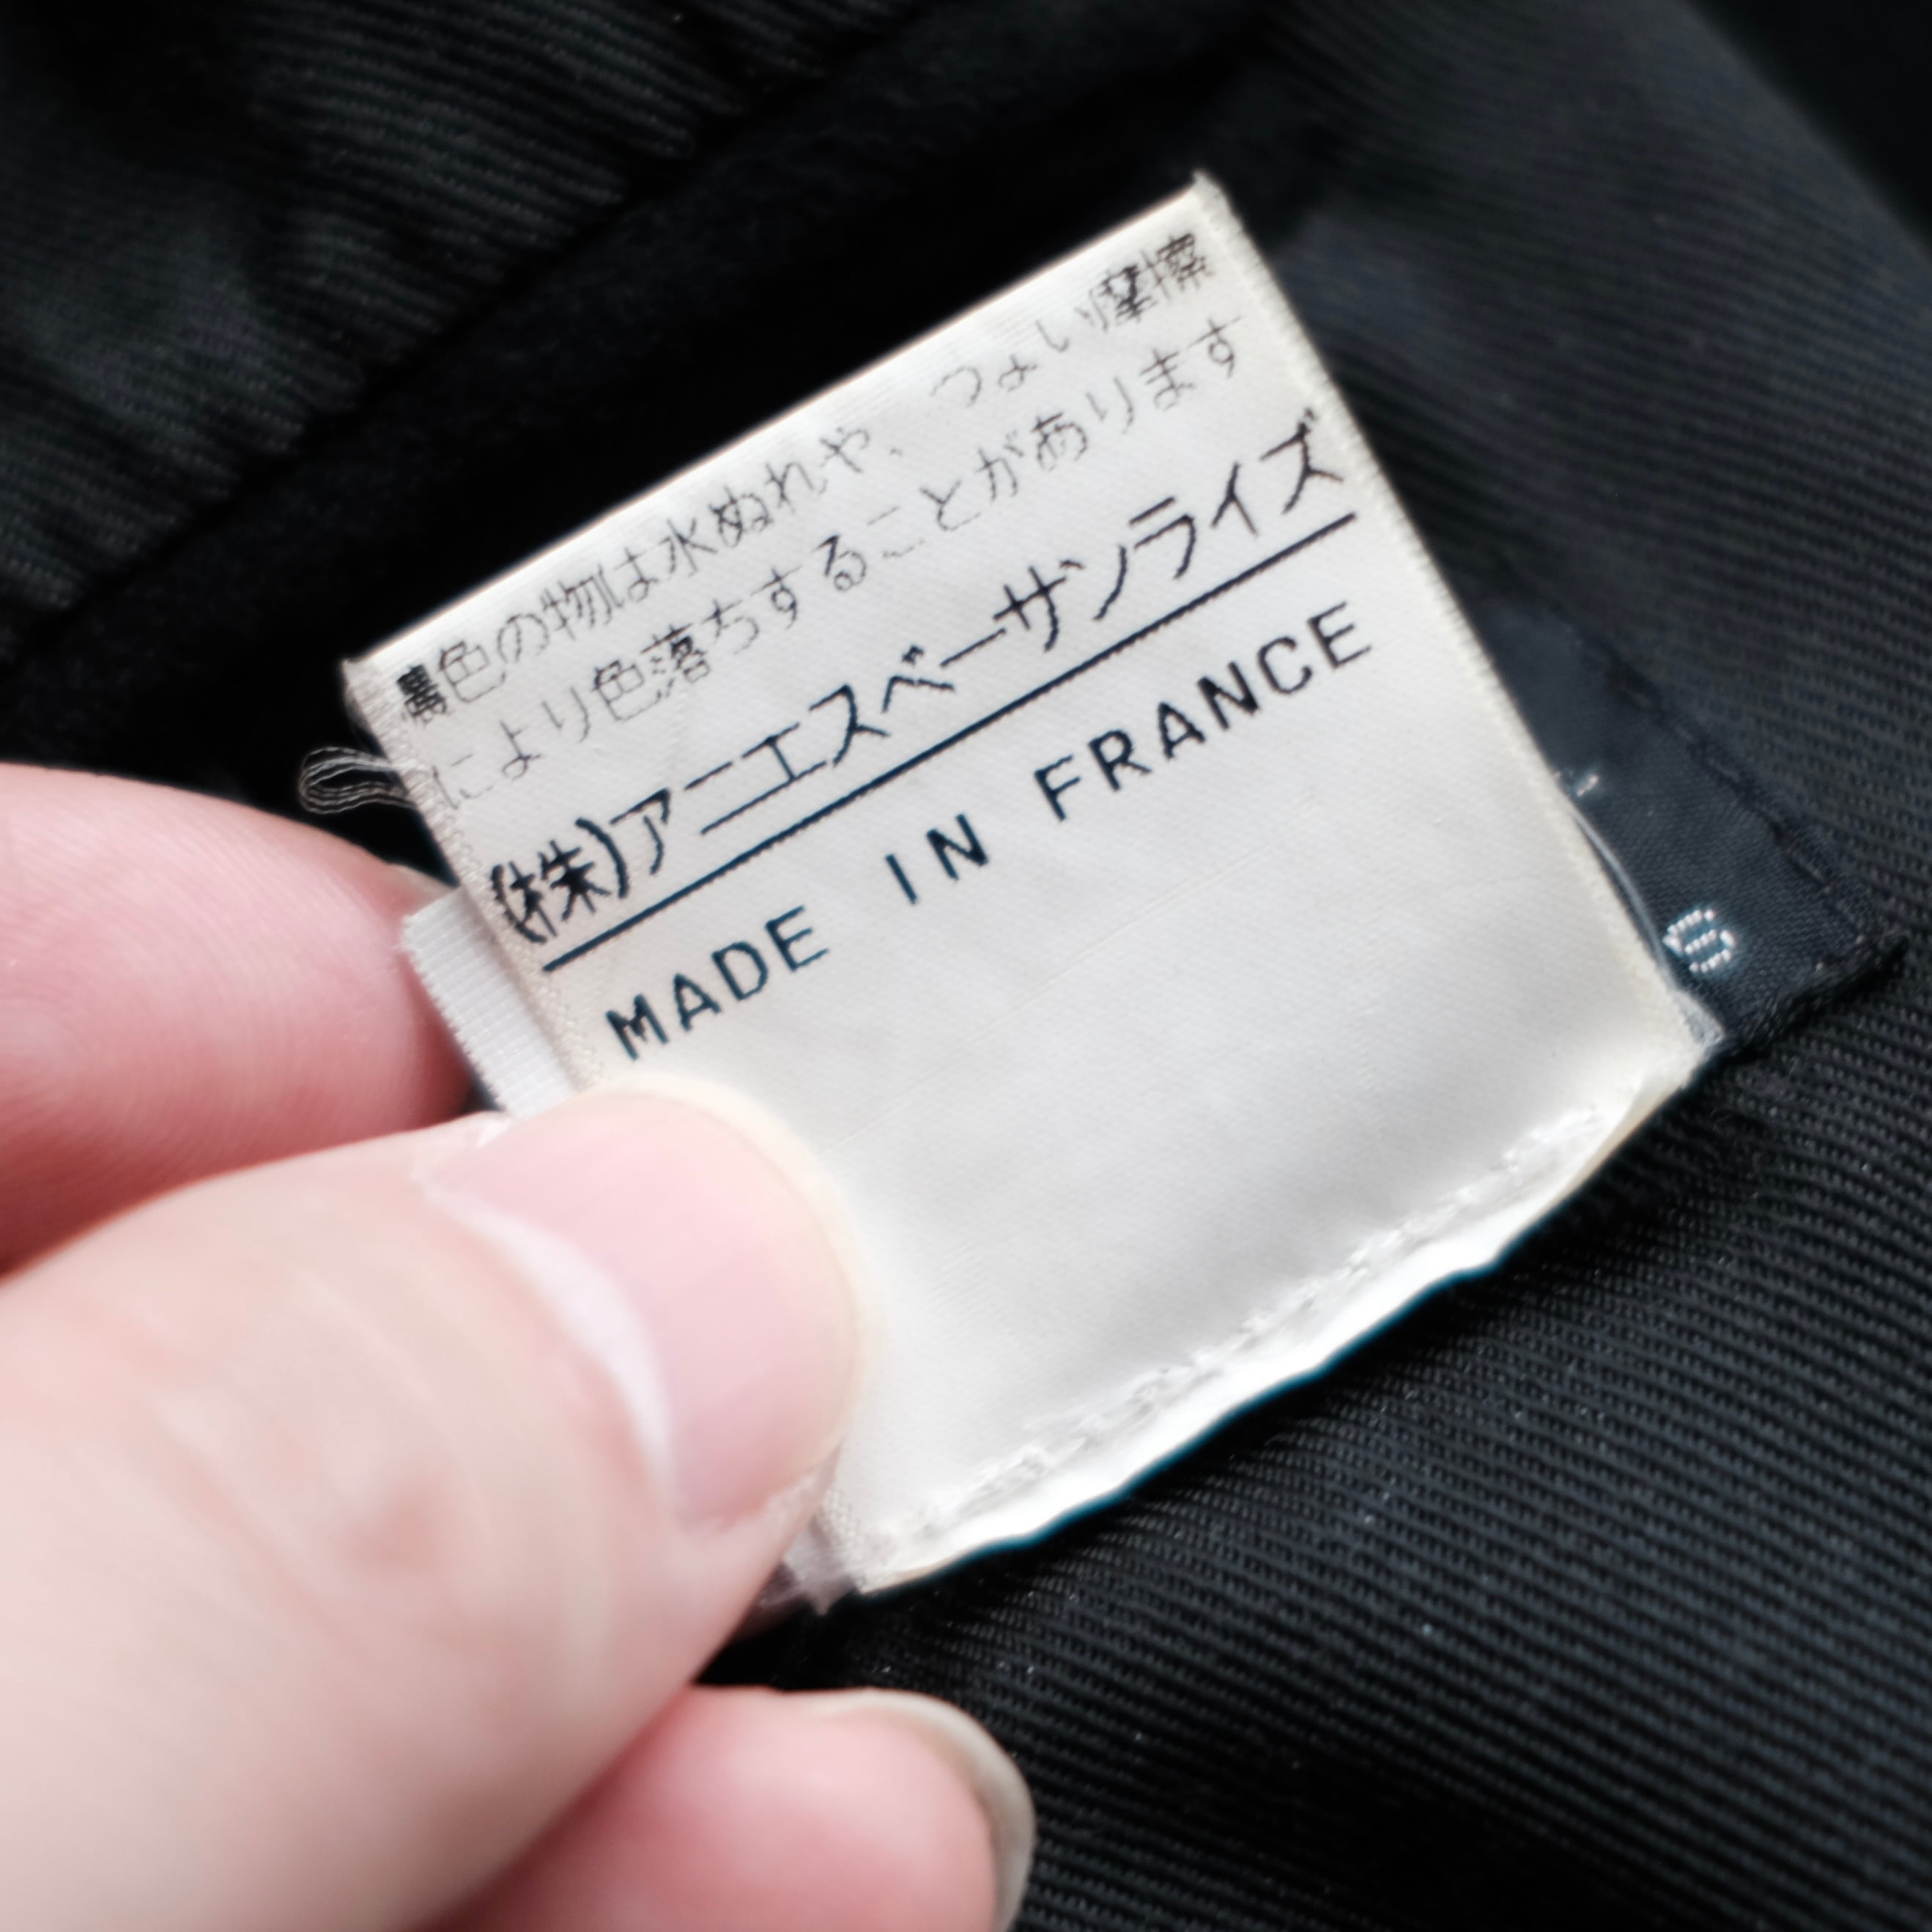 黒色の物は水ぬれや、つよい摩擦
により色落ちすることがあります
(株)アニエスベーサンライズ
MADE IN FRANCE
S